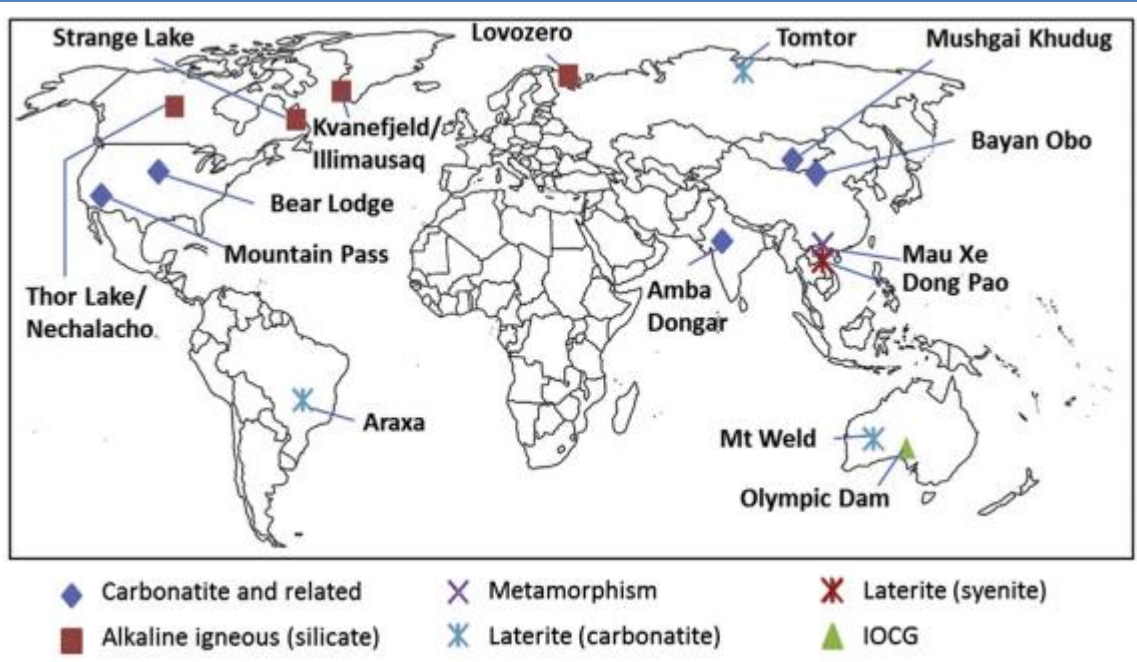 Strange Lake
Lovozero
Tomtor
Mushgai Khudug
Kvanefjeld/
Illimausaq
Bayan Obo
Bear Lodge
Mountain Pass
Thor Lake/
Nechalacho
Amba
Dongar
Mau Xe
Dong Pao
Araxa
Mt Weld
Olympic Dam
Carbonatite and related
Metamorphism
Laterite (syenite)
Alkaline igneous (silicate)
Laterite (carbonatite)
IOCG